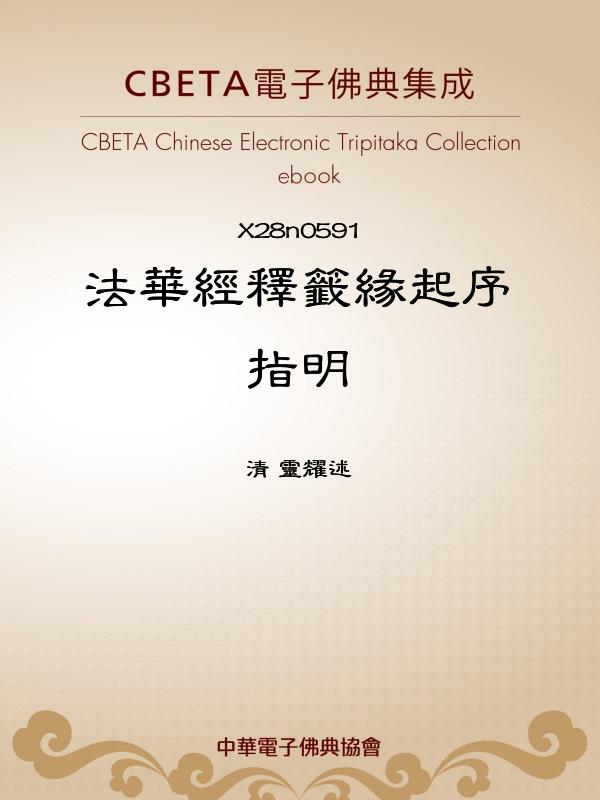 CBETA電子佛典集成
CBETA Chinese Electronic Tripitaka Collection
ebook
X28n0591
法華經釋籤緣起序
指明
清 靈耀述
中華電子佛典協會